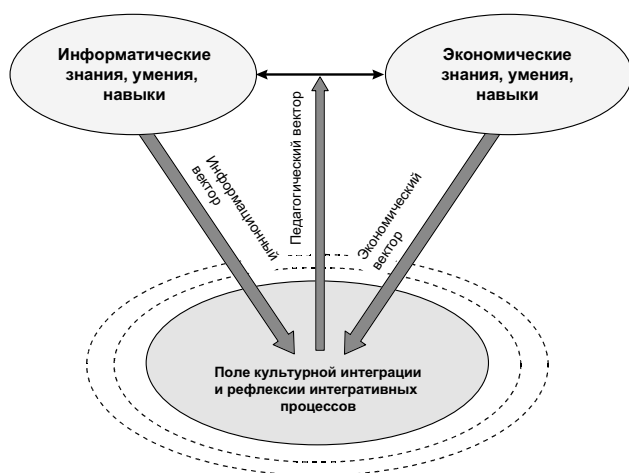 Информатические
знания, умения,
навыки
Экономические
знания, умения,
навыки
Информационный
вектор
Педагогический вектор
Экономический
вектор
Поле культурной интеграции
и рефлексии интегративных
процессов